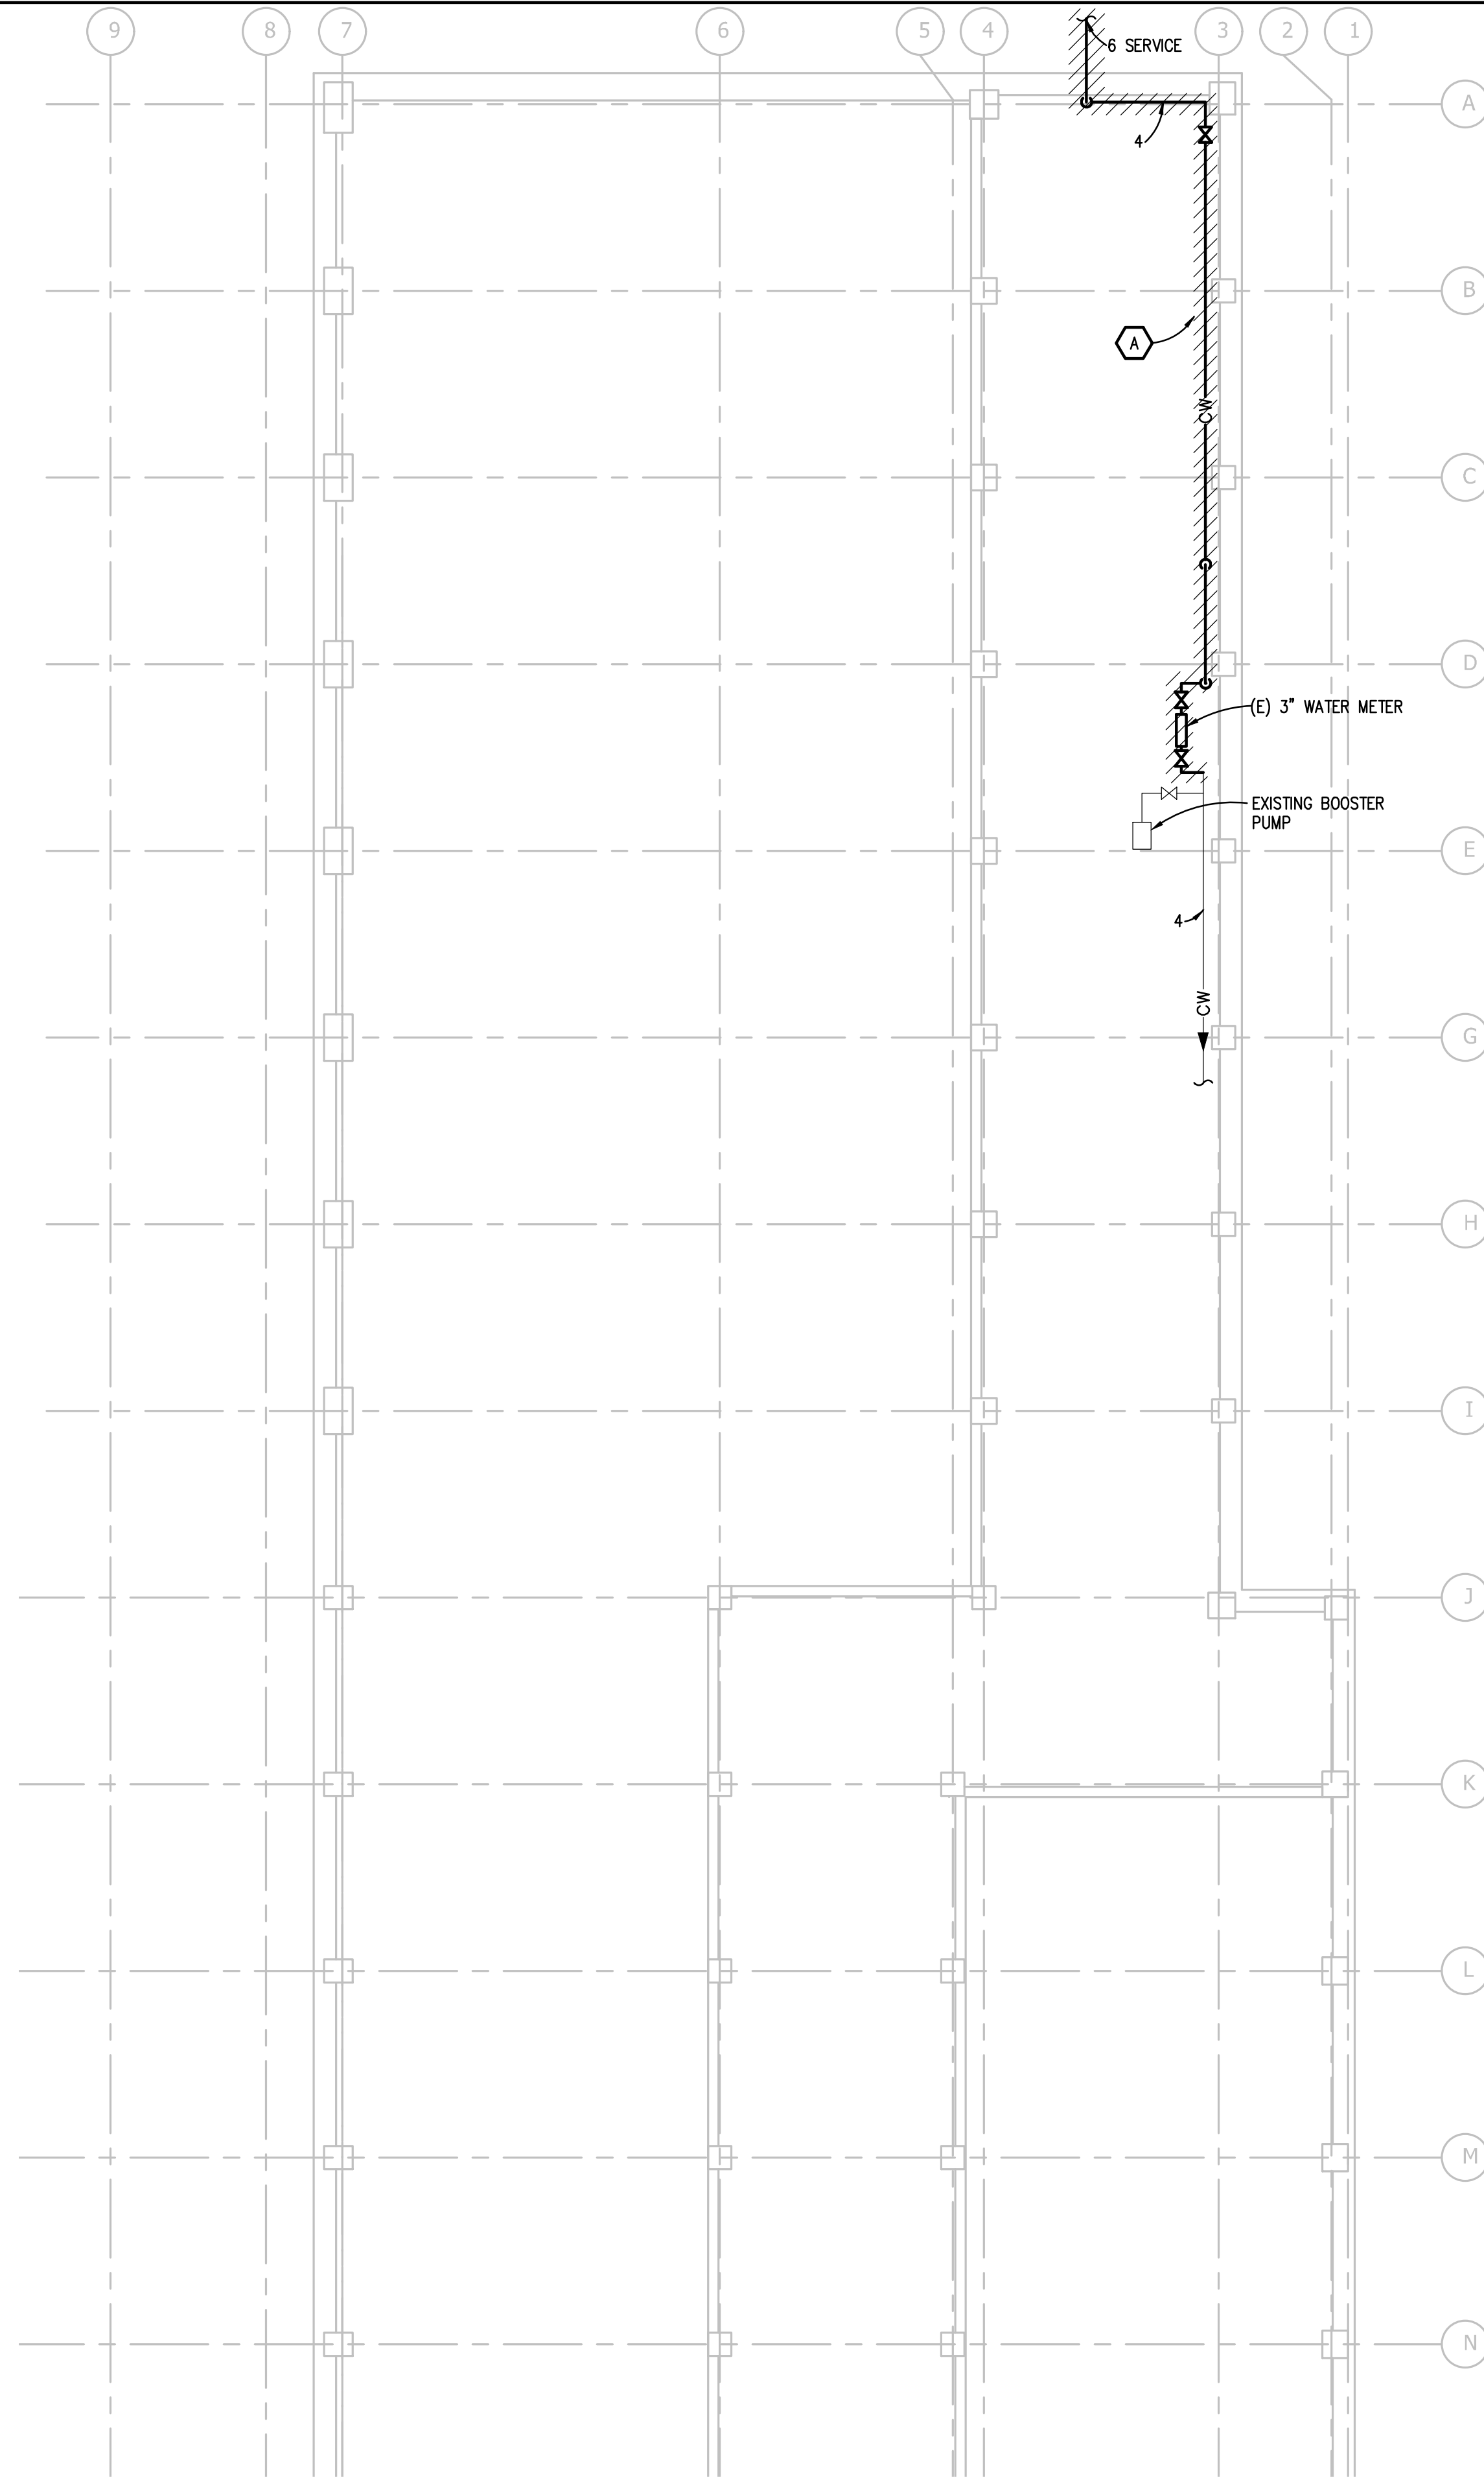 9 8 7 6 5 4 3 2 1
6 SERVICE
A
4
B
A
CW
C
D
(E) 3" WATER METER
EXISTING BOOSTER
PUMP
E
4
CW
G
H
I
J
K
L
M
N